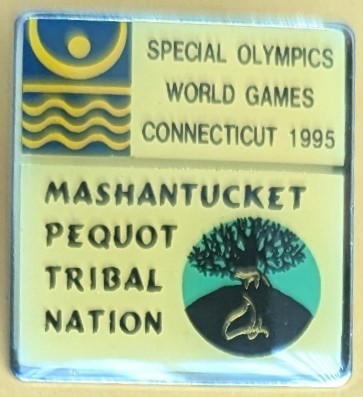 SPECIAL OLYMPICS
WORLD GAMES
CONNECTICUT 1995
MASHANTUCKET
PEQUOT
TRIBAL
NATION